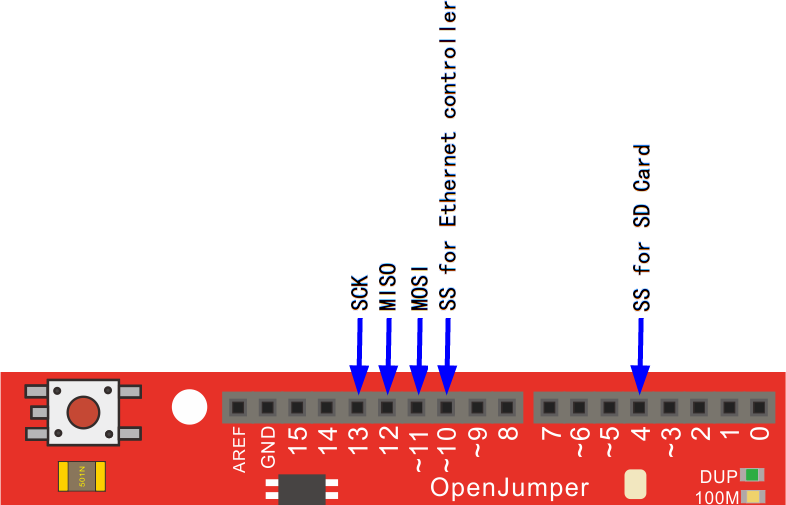 SS for Ethernet controller
SS for SD Card
SCK
MISO
MOSI
AREF
GND
15
14
13
12
~11
~10
~9
8
7
~6
~5
4
~3
2
1
0
501N
OpenJumper
DUP
100M